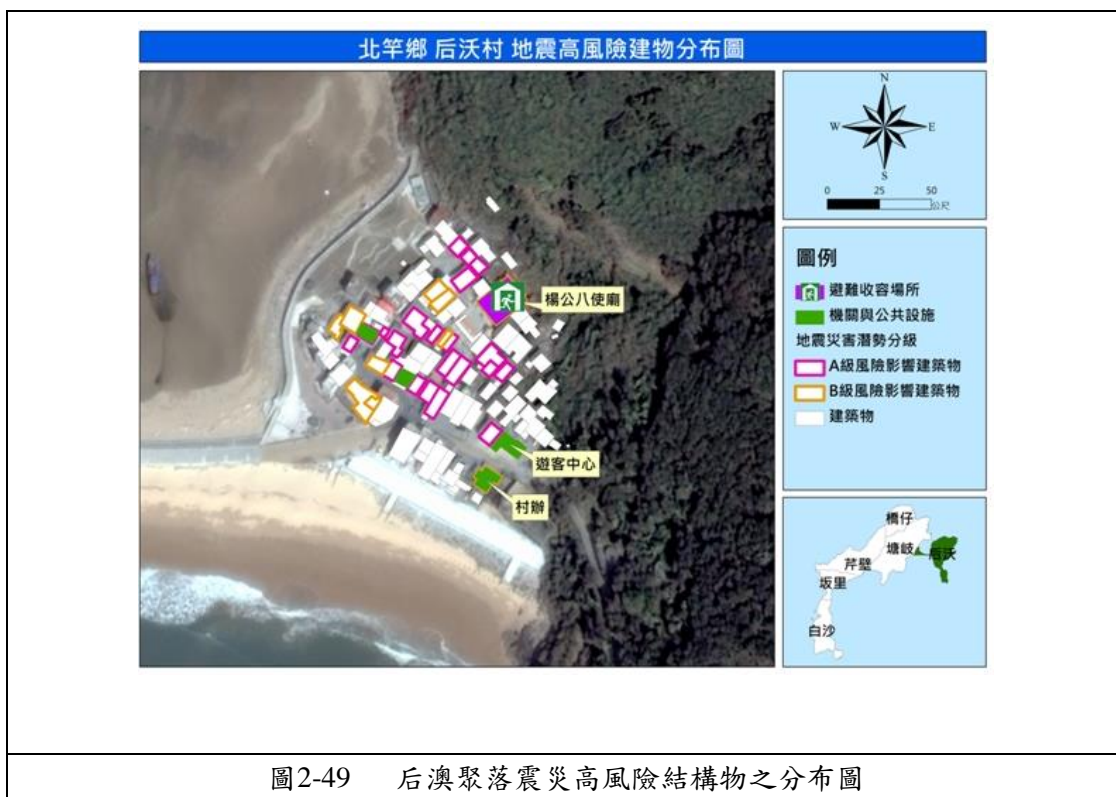 北竿鄉 后沃村 地震高風險建物分布圖
楊公八使廟
遊客中心
村辦
N
W E
S
0 25 50
公尺
圖例
避難收容場所
機關與公共設施
地震災害潛勢分級
A級風險影響建築物
B級風險影響建築物
建築物
橋仔
塘岐
后沃
芹壁
坂里
白沙
圖2-49 后澳聚落震災高風險結構物之分布圖